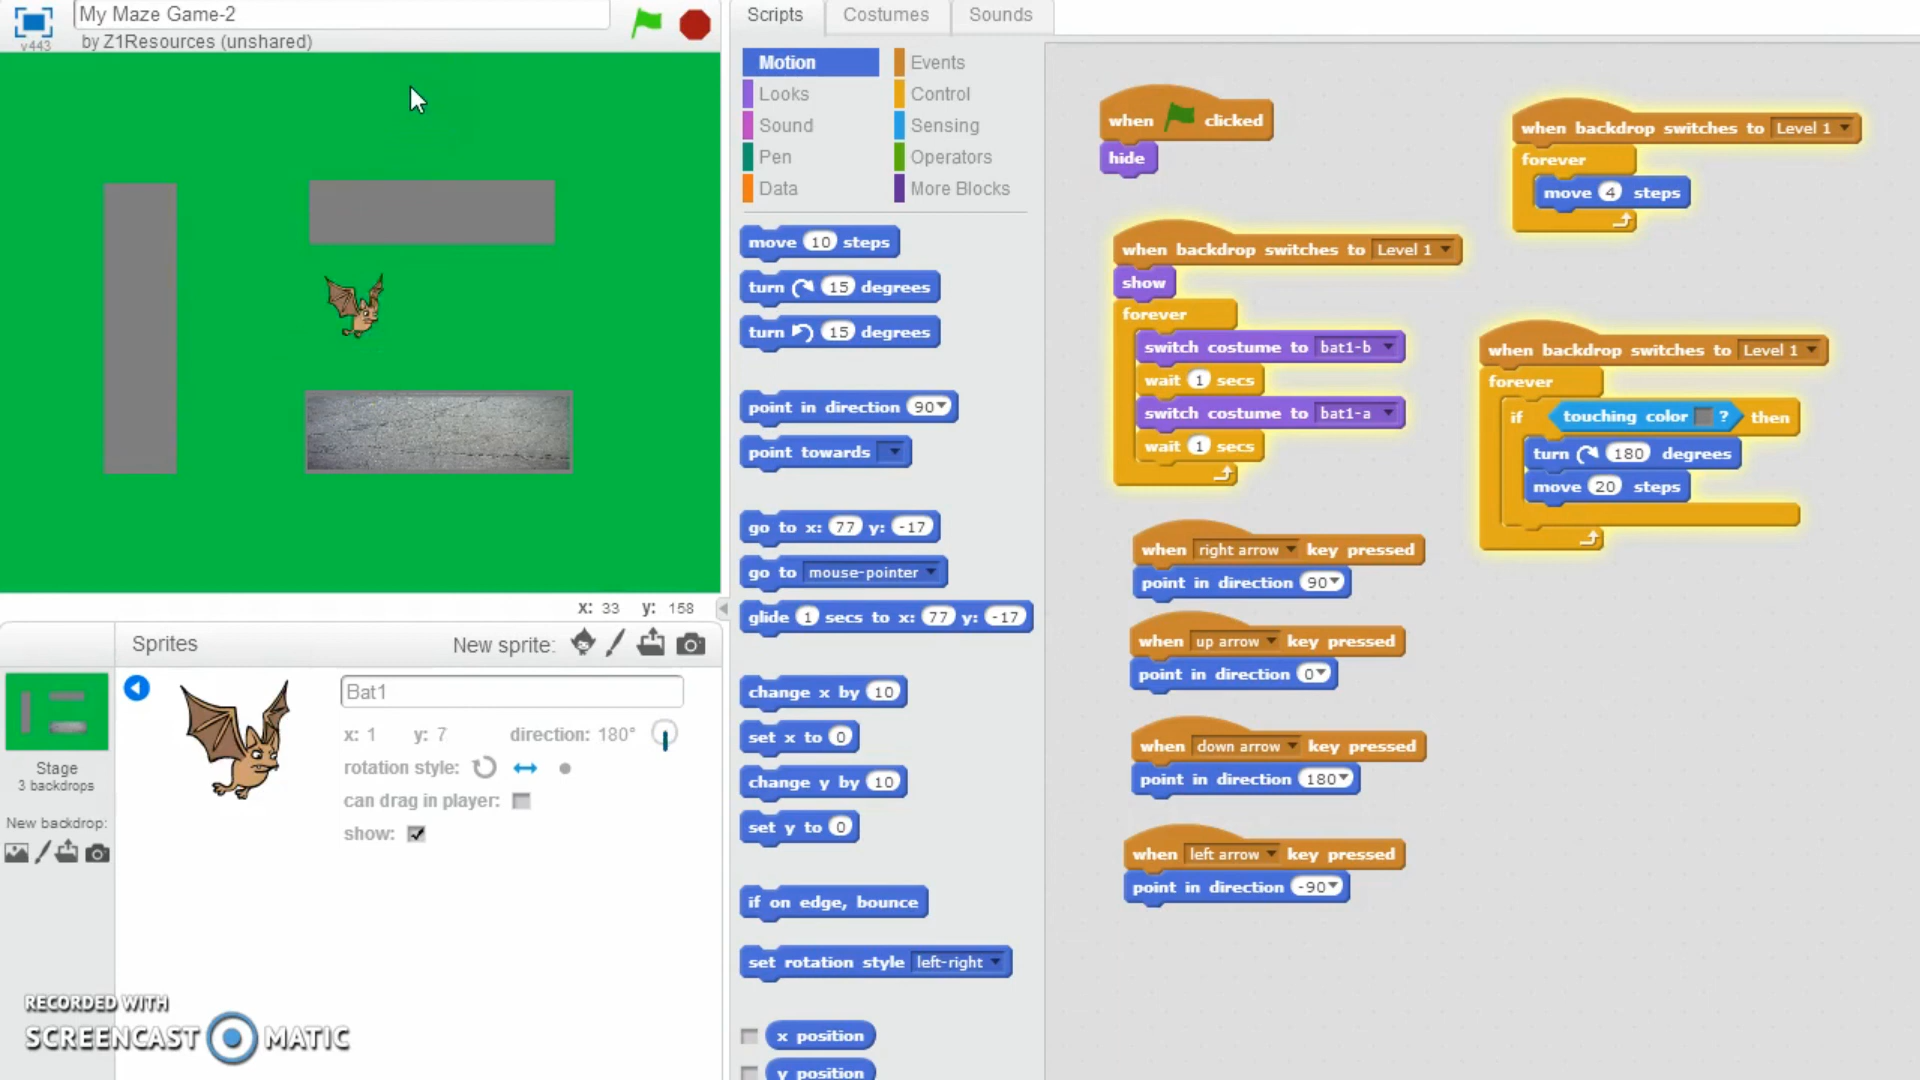 My Maze Game-2
by Z1Resources (unshared)
v443
x: 33 y: 158
Sprites
New sprite:
Bat1
x: 1 y: 7 direction: 180°
rotation style:
can drag in player:
show:
Stage
3 backdrops
New backdrop:
RECORDED WITH
SCREENCAST MATIC
Scripts
Costumes
Sounds
Motion
Looks
Sound
Pen
Data
Events
Control
Sensing
Operators
More Blocks
move 10 steps
turn 15 degrees
turn 15 degrees
point in direction 90
point towards
go to x: 77 y: -17
go to mouse-pointer
glide 1 secs to x: 77 y: -17
change x by 10
set x to 0
change y by 10
set y to 0
if on edge, bounce
set rotation style left-right
x position
y position
when clicked
hide
when backdrop switches to Level 1
show
forever
switch costume to bat1-b
wait 1 secs
switch costume to bat1-a
wait 1 secs
when right arrow key pressed
point in direction 90
when up arrow key pressed
point in direction 0
when down arrow key pressed
point in direction 180
when left arrow key pressed
point in direction -90
when backdrop switches to Level 1
forever
move 4 steps
when backdrop switches to Level 1
forever
if touching color ? then
turn 180 degrees
move 20 steps